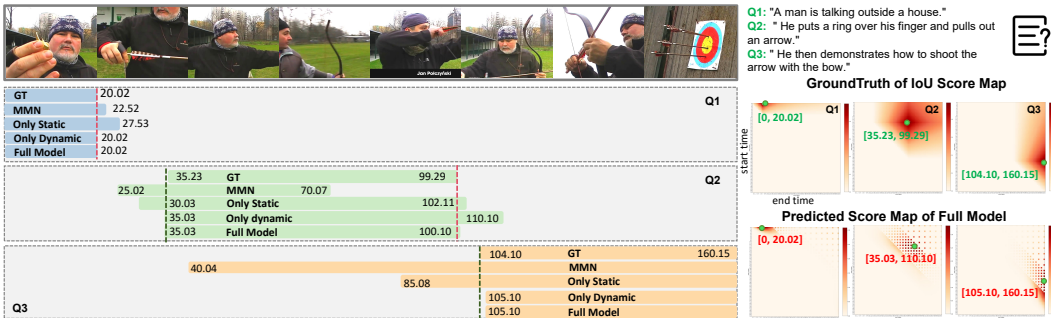 Jan Polczyński
Q1: "A man is talking outside a house."
Q2: " He puts a ring over his finger and pulls out
an arrow."
Q3: " He then demonstrates how to shoot the
arrow with the bow."
?
GT 20.02
MMN 22.52
Only Static 27.53
Only Dynamic 20.02
Full Model 20.02
Q1
35.23 GT 99.29
25.02 MMN 70.07
30.03 Only Static 102.11
35.03 Only dynamic 110.10
35.03 Full Model 100.10
Q2
104.10 GT 160.15
40.04 MMN
85.08 Only Static
105.10 Only Dynamic
105.10 Full Model
Q3
GroundTruth of IoU Score Map
Q1
[0, 20.02]
Q2
[35.23, 99.29]
Q3
[104.10, 160.15]
start time
end time
Predicted Score Map of Full Model
[0, 20.02]
[35.03, 110.10]
[105.10, 160.15]